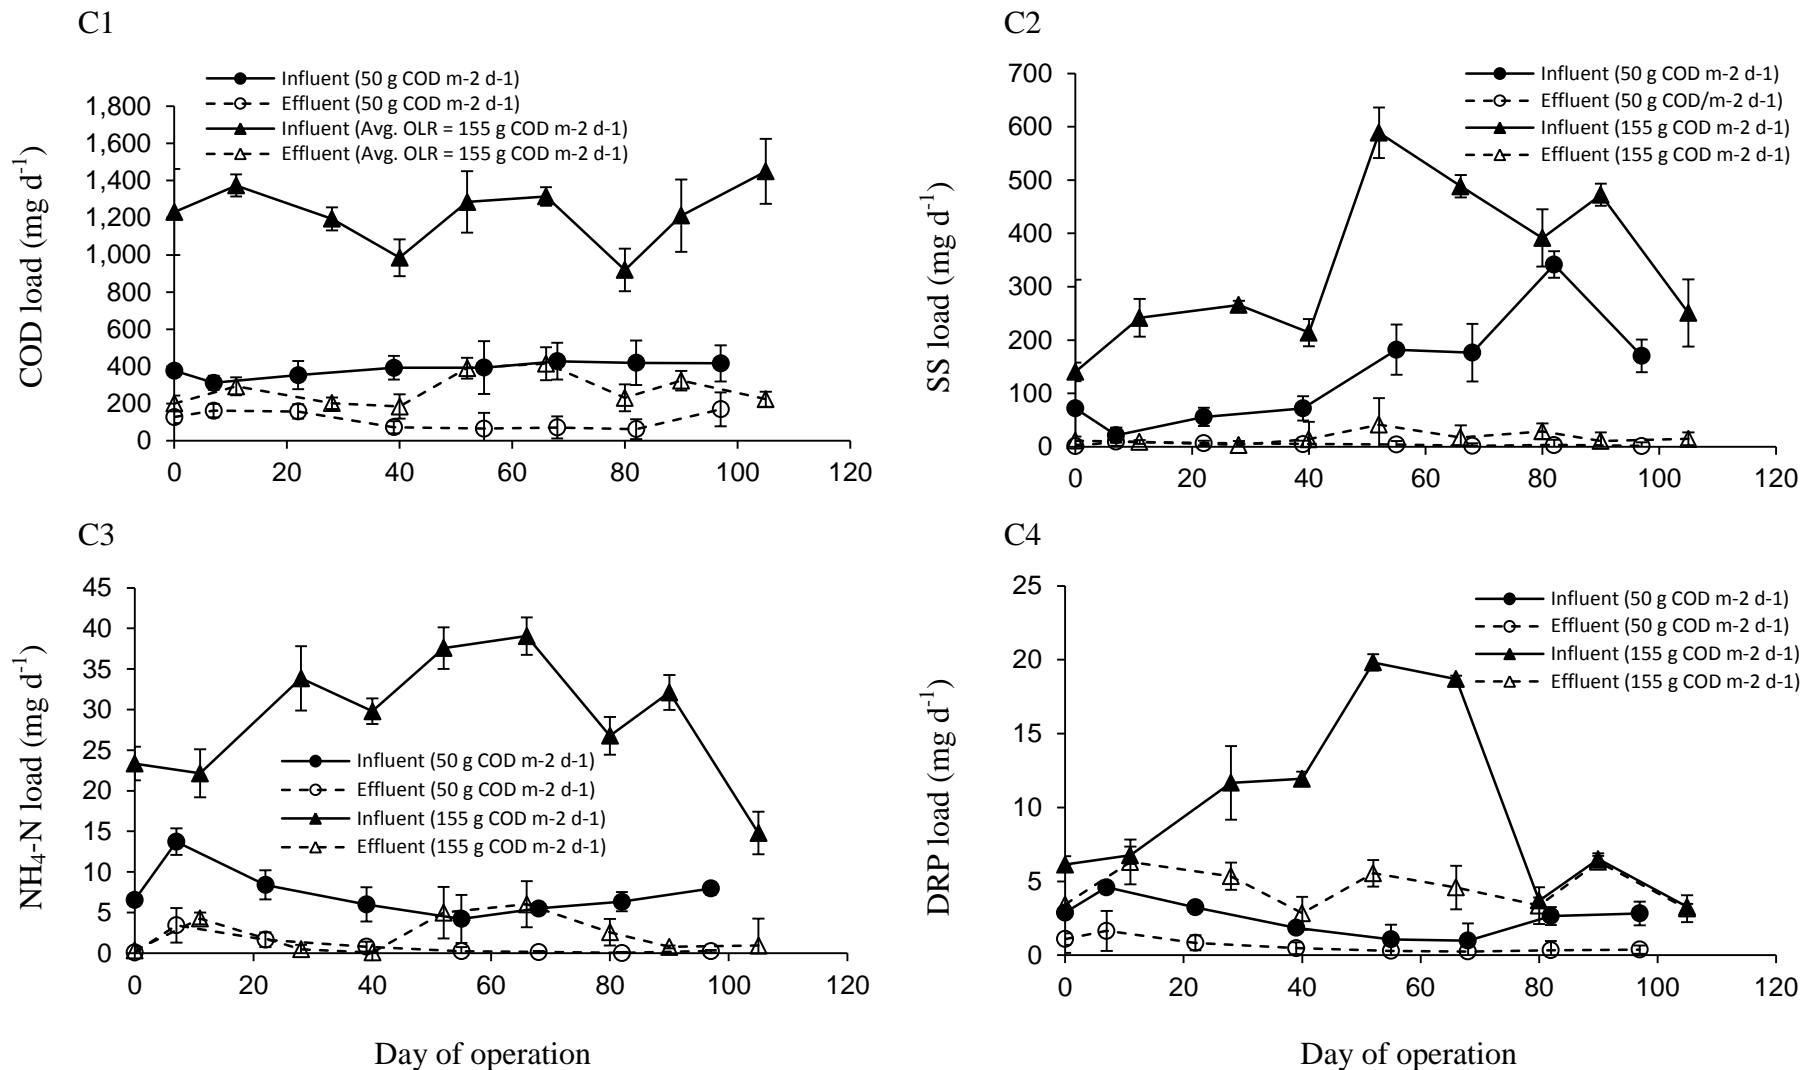 C1
Influent (50 g COD m-2 d-1)
Effluent (50 g COD m-2 d-1)
Influent (Avg. OLR = 155 g COD m-2 d-1)
Effluent (Avg. OLR = 155 g COD m-2 d-1)
COD load (mg d⁻¹)
1,800
1,600
1,400
1,200
1,000
800
600
400
200
0
0 20 40 60 80 100 120
C2
Influent (50 g COD m-2 d-1)
Effluent (50 g COD/m-2 d-1)
Influent (155 g COD m-2 d-1)
Effluent (155 g COD m-2 d-1)
SS load (mg d⁻¹)
700
600
500
400
300
200
100
0
0 20 40 60 80 100 120
C3
Influent (50 g COD m-2 d-1)
Effluent (50 g COD m-2 d-1)
Influent (155 g COD m-2 d-1)
Effluent (155 g COD m-2 d-1)
NH₄-N load (mg d⁻¹)
45
40
35
30
25
20
15
10
5
0
0 20 40 60 80 100 120
Day of operation
C4
Influent (50 g COD m-2 d-1)
Effluent (50 g COD m-2 d-1)
Influent (155 g COD m-2 d-1)
Effluent (155 g COD m-2 d-1)
DRP load (mg d⁻¹)
25
20
15
10
5
0
0 20 40 60 80 100 120
Day of operation